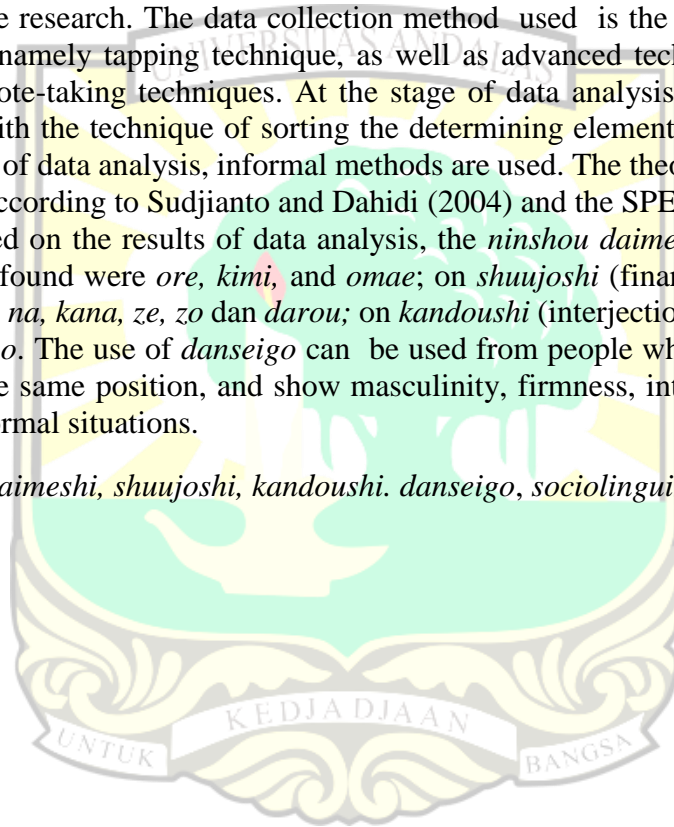 e research. The data collection method used is the
namely tapping technique, as well as advanced tech
ote-taking techniques. At the stage of data analysis
ith the technique of sorting the determining element
of data analysis, informal methods are used. The theo
according to Sudjianto and Dahidi (2004) and the SPE
ed on the results of data analysis, the ninshou daime
found were ore, kimi, and omae; on shuujoshi (finar
na, kana, ze, zo dan darou; on kandoushi (interjectio
o. The use of danseigo can be used from people wh
e same position, and show masculinity, firmness, int
ormal situations.
aimeshi, shuujoshi, kandoushi. danseigo, sociolingui
UNIVERSITAS ANDALAS
UNTUK KEDJADJAAN BANGSA